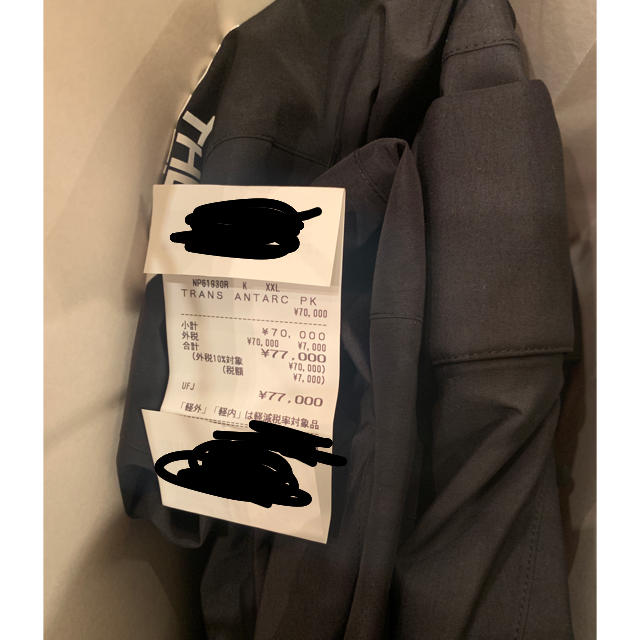 THE
NP61930R K XXL
TRANS ANTARC PK
¥70,000
小計 ¥70,000
外税 ¥70,000 ¥7,000
合計 ¥77,000
(外税10%対象 ¥70,000)
(税額 ¥7,000)
UFJ ¥77,000
「軽外」「軽内」は軽減税率対象品